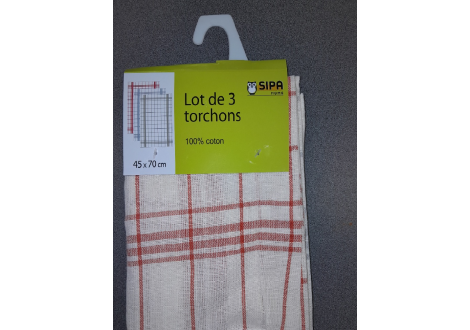 SIPA
Lot de 3
torchons
100% coton
45 x 70 cm